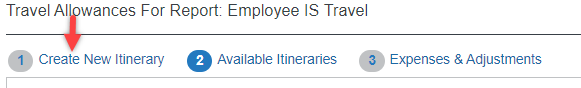 Travel Allowances For Report: Employee IS Travel
1 Create New Itinerary 2 Available Itineraries 3 Expenses & Adjustments